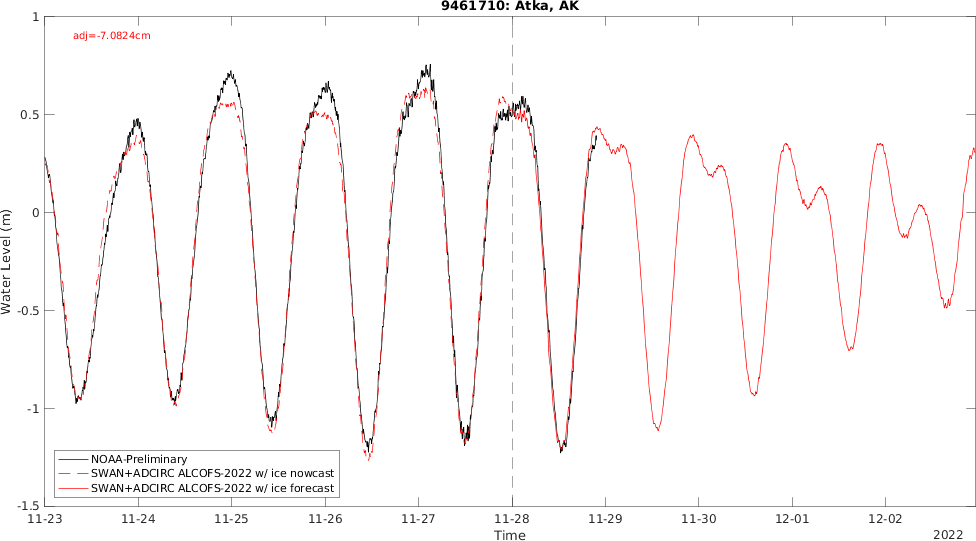 9461710: Atka, AK
adj=-7.0824cm
1
0.5
0
-0.5
-1
-1.5
Water Level (m)
NOAA-Preliminary
SWAN+ADCIRC ALCOFS-2022 w/ ice nowcast
SWAN+ADCIRC ALCOFS-2022 w/ ice forecast
11-23 11-24 11-25 11-26 11-27 11-28 11-29 11-30 12-01 12-02
Time
2022